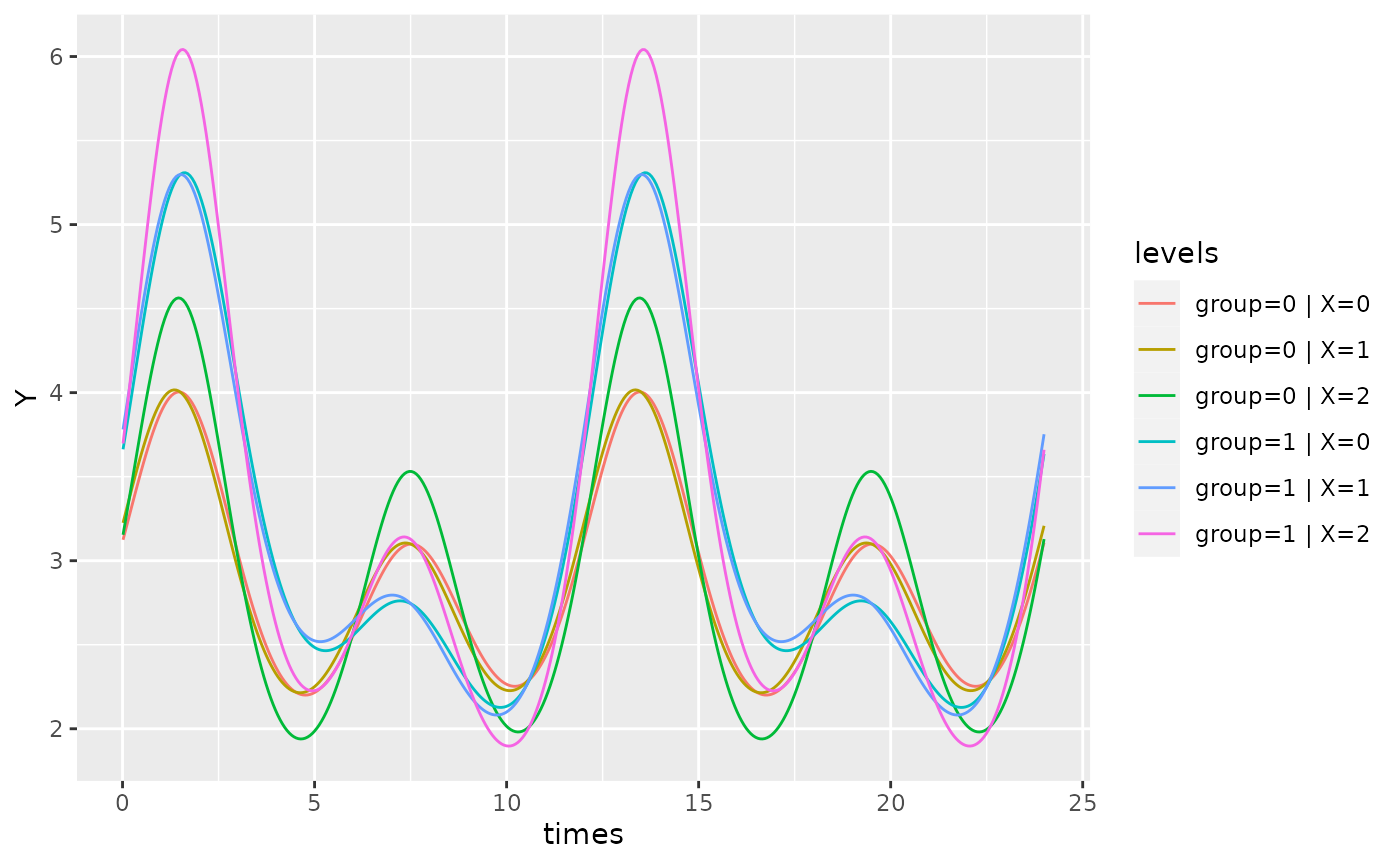 6
5
4
3
2
Y
0
5
10
15
20
25
times
levels
group=0 | X=0
group=0 | X=1
group=0 | X=2
group=1 | X=0
group=1 | X=1
group=1 | X=2